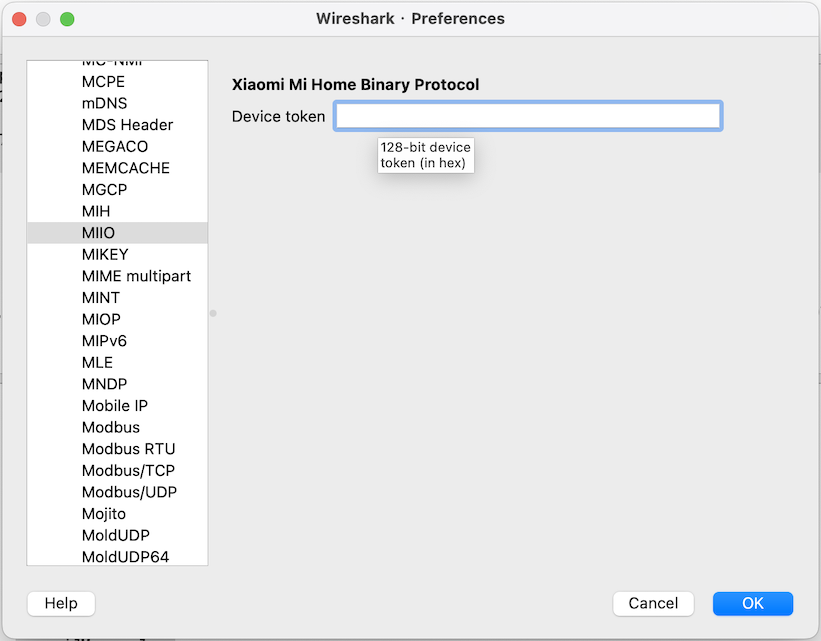 Wireshark · Preferences
MC-NMF
MCPE
mDNS
MDS Header
MEGACO
MEMCACHE
MGCP
MIH
MIIO
MIKEY
MIME multipart
MINT
MIOP
MIPv6
MLE
MNDP
Mobile IP
Modbus
Modbus RTU
Modbus/TCP
Modbus/UDP
Mojito
MoldUDP
MoldUDP64
Xiaomi Mi Home Binary Protocol
Device token
128-bit device
token (in hex)
Help
Cancel
OK